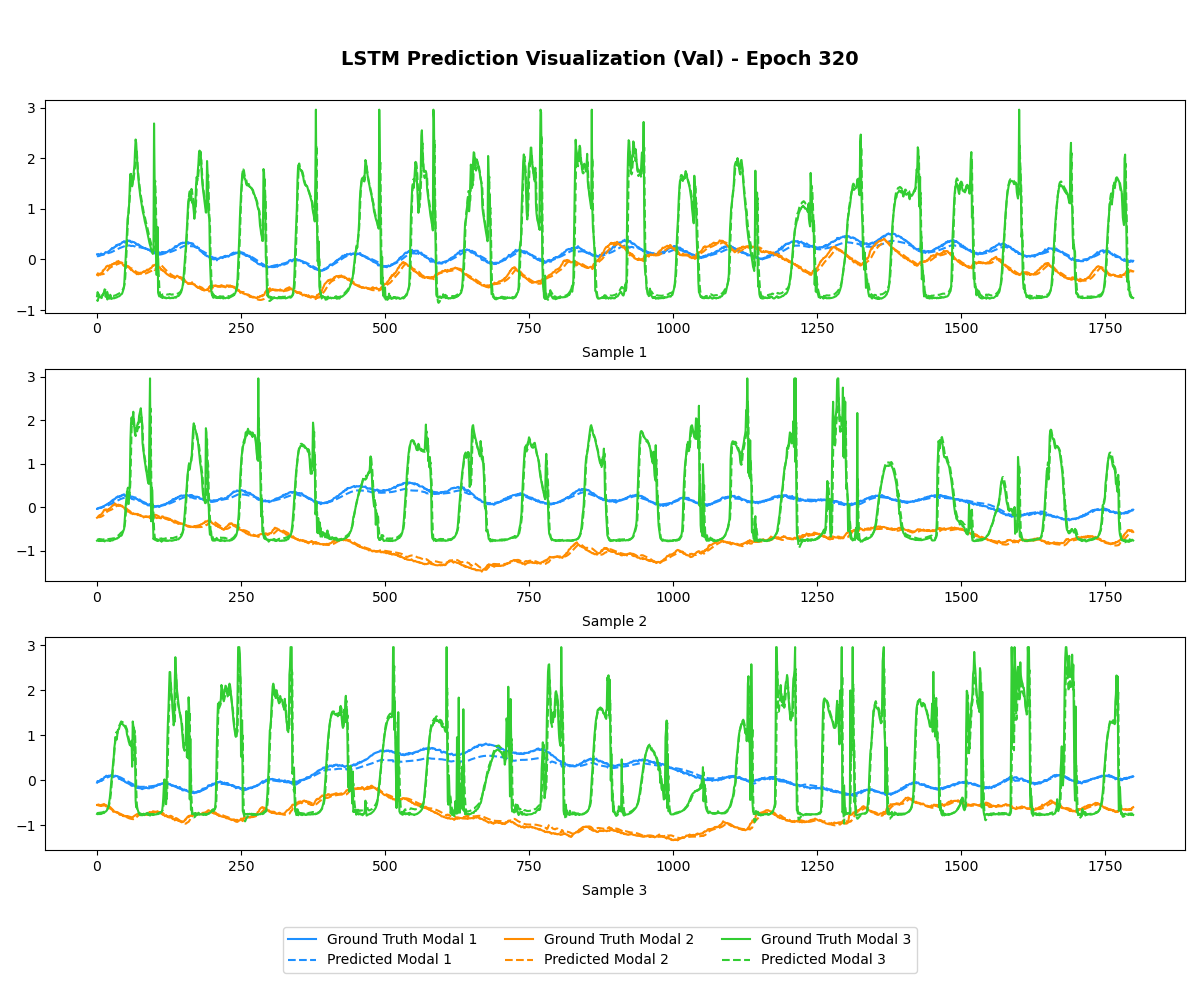 LSTM Prediction Visualization (Val) - Epoch 320
3
2
1
0
−1
0 250 500 750 1000 1250 1500 1750
Sample 1
3
2
1
0
−1
0 250 500 750 1000 1250 1500 1750
Sample 2
3
2
1
0
−1
0 250 500 750 1000 1250 1500 1750
Sample 3
Ground Truth Modal 1 Ground Truth Modal 2 Ground Truth Modal 3
Predicted Modal 1 Predicted Modal 2 Predicted Modal 3